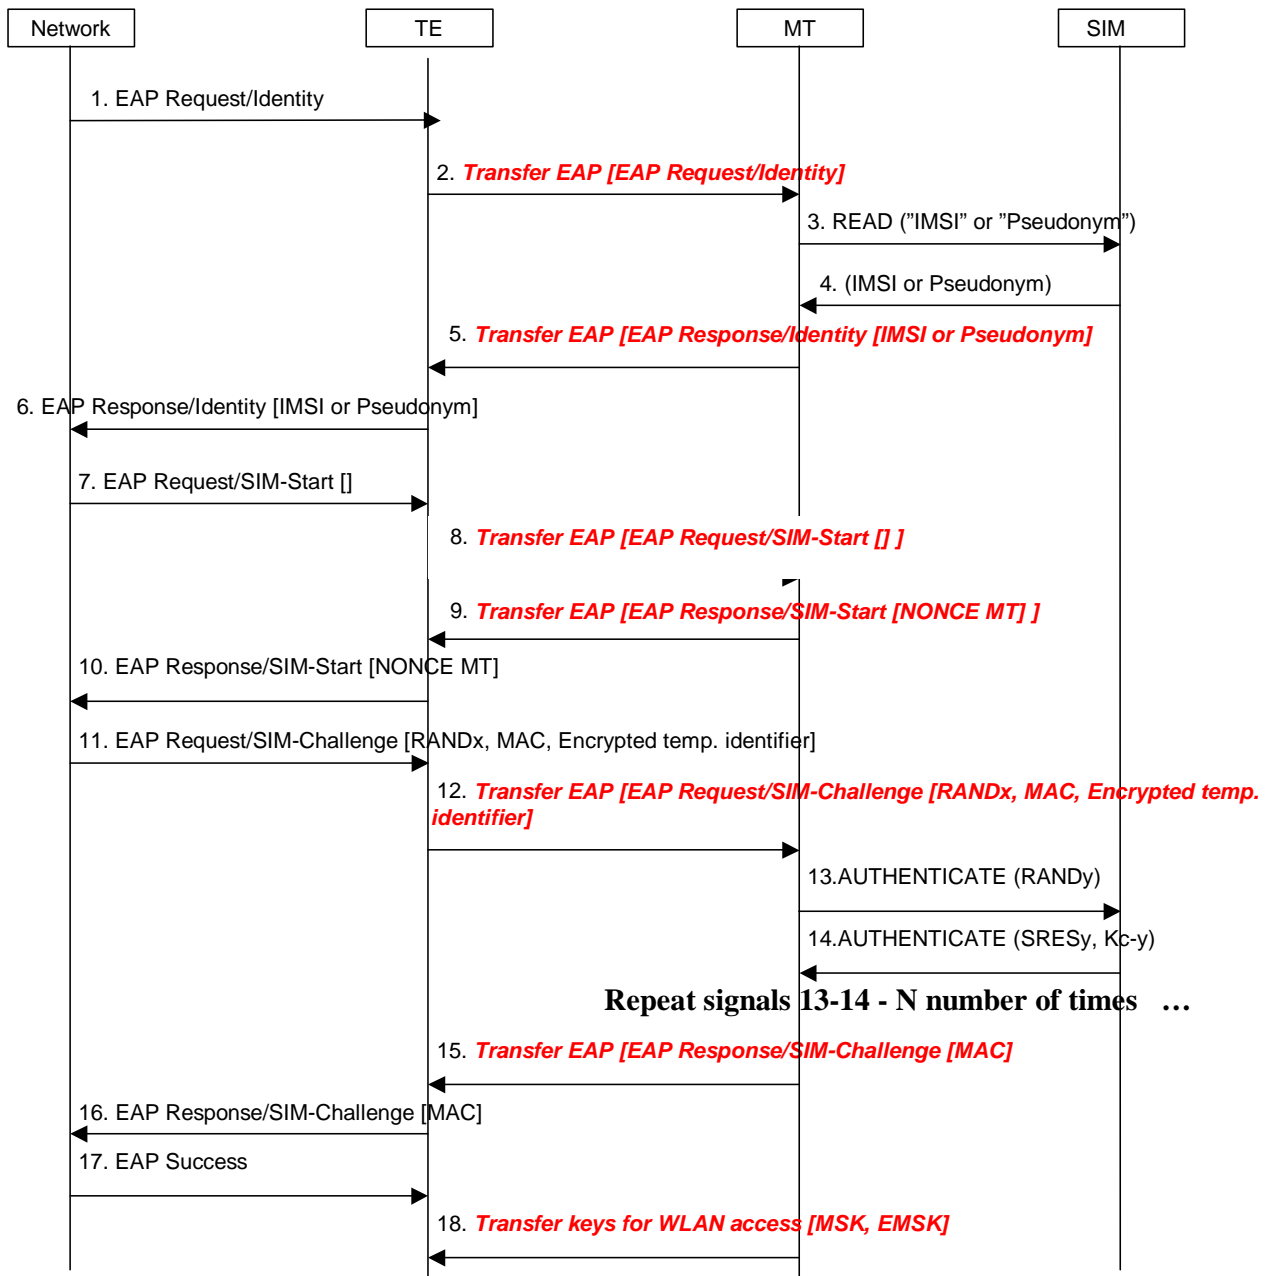 Network TE MT SIM
1. EAP Request/Identity
2. Transfer EAP [EAP Request/Identity]
3. READ ("IMSI" or ”Pseudonym”)
4. (IMSI or Pseudonym)
5. Transfer EAP [EAP Response/Identity [IMSI or Pseudonym]
6. EAP Response/Identity [IMSI or Pseudonym]
7. EAP Request/SIM-Start []
8. Transfer EAP [EAP Request/SIM-Start [] ]
9. Transfer EAP [EAP Response/SIM-Start [NONCE MT] ]
10. EAP Response/SIM-Start [NONCE MT]
11. EAP Request/SIM-Challenge [RANDx, MAC, Encrypted temp. identifier]
12. Transfer EAP [EAP Request/SIM-Challenge [RANDx, MAC, Encrypted temp.
identifier]
13.AUTHENTICATE (RANDy)
14.AUTHENTICATE (SRESy, Kc-y)
Repeat signals 13-14 - N number of times …
15. Transfer EAP [EAP Response/SIM-Challenge [MAC]
16. EAP Response/SIM-Challenge [MAC]
17. EAP Success
18. Transfer keys for WLAN access [MSK, EMSK]